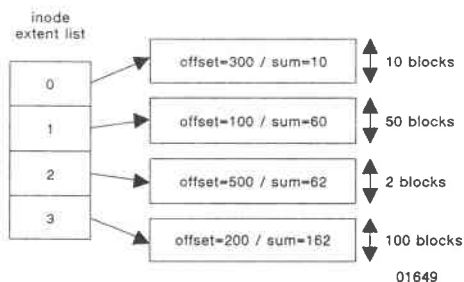 inode
extent list
0
offset=300 / sum=10
10 blocks
1
offset=100 / sum=60
50 blocks
2
offset=500 / sum=62
2 blocks
3
offset=200 / sum=162
100 blocks
01649